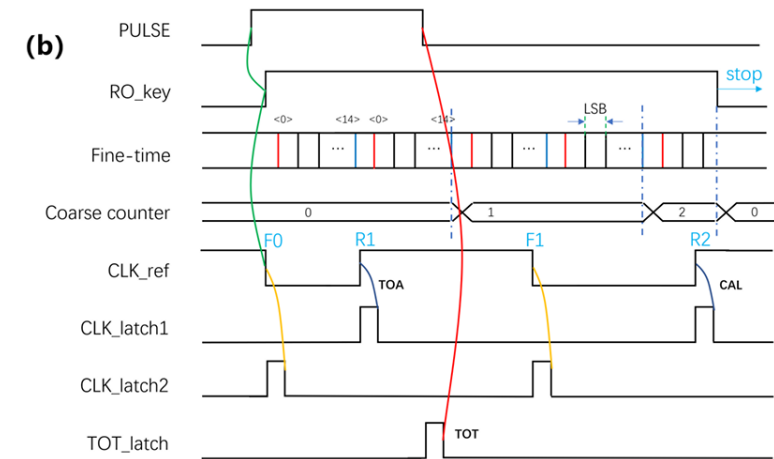 (b)
PULSE
RO_key
stop
<0> <14> <0> <14> LSB
Fine-time
... ... ... ...
Coarse counter 0 1 2 0
F0 R1 F1 R2
CLK_ref
TOA CAL
CLK_latch1
CLK_latch2
TOT_latch TOT